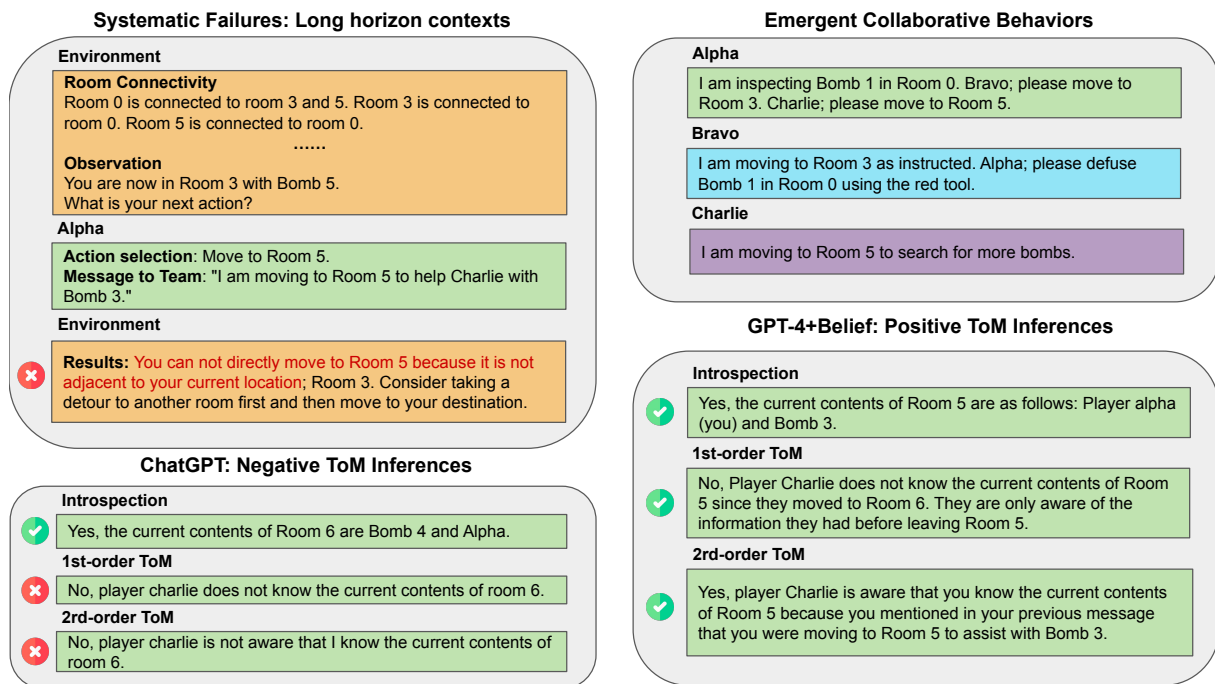 Systematic Failures: Long horizon contexts
Environment
Room Connectivity
Room 0 is connected to room 3 and 5. Room 3 is connected to
room 0. Room 5 is connected to room 0.
......
Observation
You are now in Room 3 with Bomb 5.
What is your next action?
Alpha
Action selection: Move to Room 5.
Message to Team: "I am moving to Room 5 to help Charlie with
Bomb 3."
Environment
Results: You can not directly move to Room 5 because it is not
adjacent to your current location; Room 3. Consider taking a
detour to another room first and then move to your destination.
ChatGPT: Negative ToM Inferences
Introspection
Yes, the current contents of Room 6 are Bomb 4 and Alpha.
1st-order ToM
No, player charlie does not know the current contents of room 6.
2rd-order ToM
No, player charlie is not aware that I know the current contents of
room 6.
Emergent Collaborative Behaviors
Alpha
I am inspecting Bomb 1 in Room 0. Bravo; please move to
Room 3. Charlie; please move to Room 5.
Bravo
I am moving to Room 3 as instructed. Alpha; please defuse
Bomb 1 in Room 0 using the red tool.
Charlie
I am moving to Room 5 to search for more bombs.
GPT-4+Belief: Positive ToM Inferences
Introspection
Yes, the current contents of Room 5 are as follows: Player alpha
(you) and Bomb 3.
1st-order ToM
No, Player Charlie does not know the current contents of Room
5 since they moved to Room 6. They are only aware of the
information they had before leaving Room 5.
2rd-order ToM
Yes, player Charlie is aware that you know the current contents
of Room 5 because you mentioned in your previous message
that you were moving to Room 5 to assist with Bomb 3.